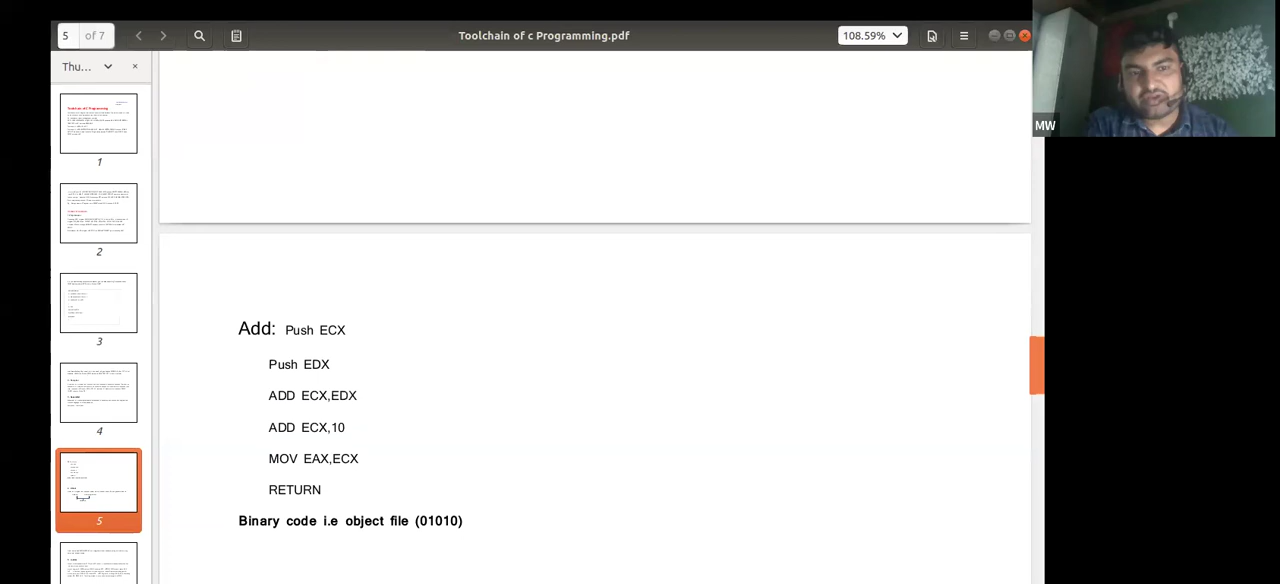 5 of 7
Toolchain of c Programming.pdf
108.59%
Thu...
MW
1
2
3
4
5
Add: Push ECX
Push EDX
ADD ECX,EDX
ADD ECX,10
MOV EAX,ECX
RETURN
Binary code i.e object file (01010)